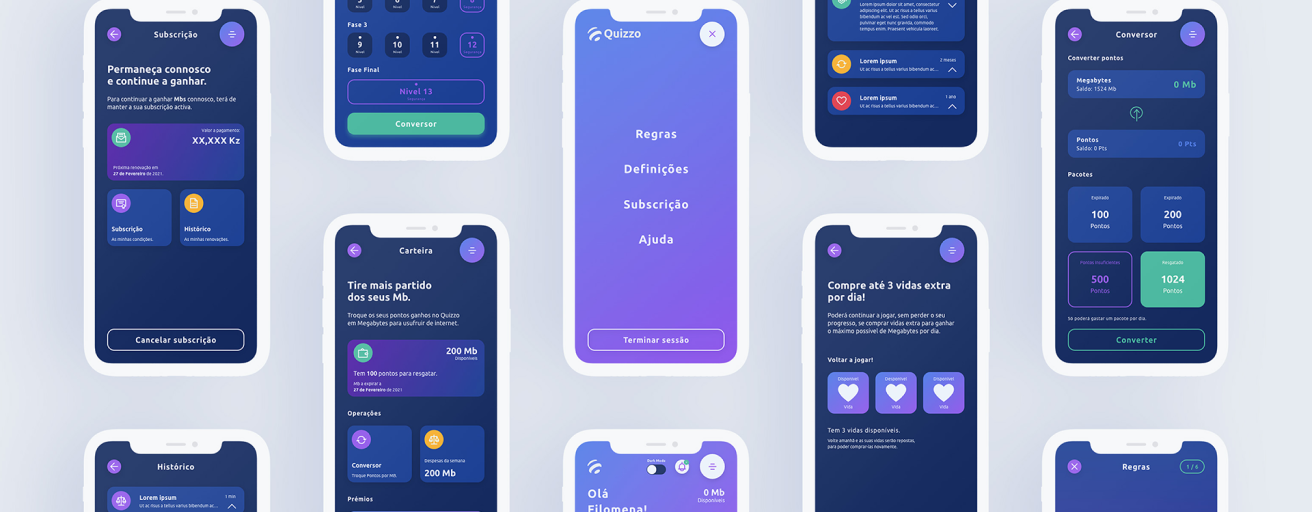 Subscrição
Permaneça connosco
e continue a ganhar.
Para continuar a ganhar Mbs connosco, terá de
manter a sua subscrição activa.
Valor a pagamento:
XX,XXX Kz
Próxima renovação em
27 de Fevereiro de 2021.
Subscrição
As minhas condições.
Histórico
As minhas renovações.
Cancelar subscrição
Histórico
Lorem ipsum
1 min
Ut ac risus a tellus varius bibendum ac...
Nível
Nível
Nível
Fase 3
9
Nível
10
Nível
11
Nível
12
Fase Final
Nível 13
Conversor
Carteira
Tire mais partido
dos seus Mb.
Troque os seus pontos ganhos no Quizzo
em Megabytes para usufruir de internet.
200 Mb
Disponíveis
Tem 100 pontos para resgatar.
Mb a expirar a
27 de Fevereiro de 2021
Operações
Conversor
Troque Pontos por Mb.
Despesas da semana
200 Mb
Prémios
Quizzo
Regras
Definições
Subscrição
Ajuda
Terminar sessão
Dark Mode
0 Mb
Disponíveis
Olá
Filomena!
Lorem ipsum dolor sit amet, consectetur
adipiscing elit. Ut ac risus a tellus varius
bibendum ac vel est. Sed odio orci,
pulvinar eget nunc gravida, commodo
tempus enim. Praesent vehicula laoreet.
Lorem ipsum
2 meses
Ut ac risus a tellus varius bibendum ac...
Lorem ipsum
1 ano
Ut ac risus a tellus varius bibendum ac...
Compre até 3 vidas extra
por dia!
Poderá continuar a jogar, sem perder o seu
progresso, se comprar vidas extra para ganhar
o máximo possível de Megabytes por dia.
Voltar a jogar!
Disponível
Vida
Disponível
Vida
Disponível
Vida
Tem 3 vidas disponíveis.
Volte amanhã e as suas vidas serão repostas,
para poder comprar-las novamente.
Conversor
Converter pontos
Megabytes
Saldo: 1524 Mb
0 Mb
Pontos
Saldo: 0 Pts
0 Pts
Pacotes
Expirado
100
Pontos
Expirado
200
Pontos
Pontos Insuficientes
500
Pontos
Resgatado
1024
Pontos
Só poderá gastar um pacote por dia.
Converter
Regras
1 / 6